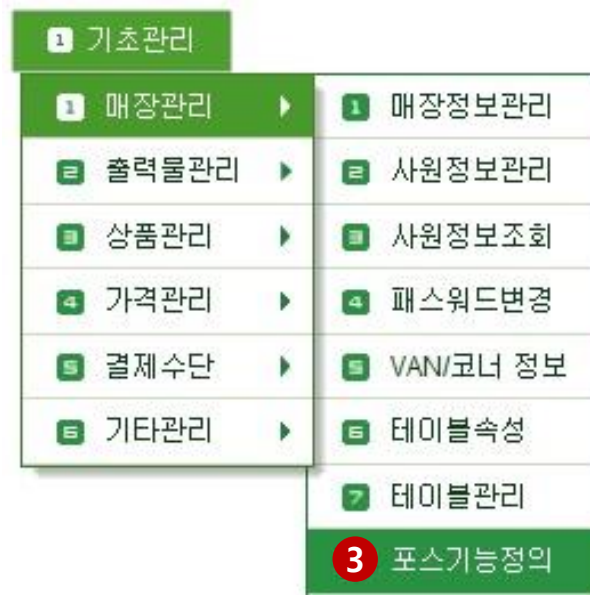 1 기초관리
1 매장관리
2 출력물관리
3 상품관리
4 가격관리
5 결제수단
6 기타관리
1 매장정보관리
2 사원정보관리
3 사원정보조회
4 패스워드변경
5 VAN/코너 정보
6 테이블속성
7 테이블관리
3 포스기능정의